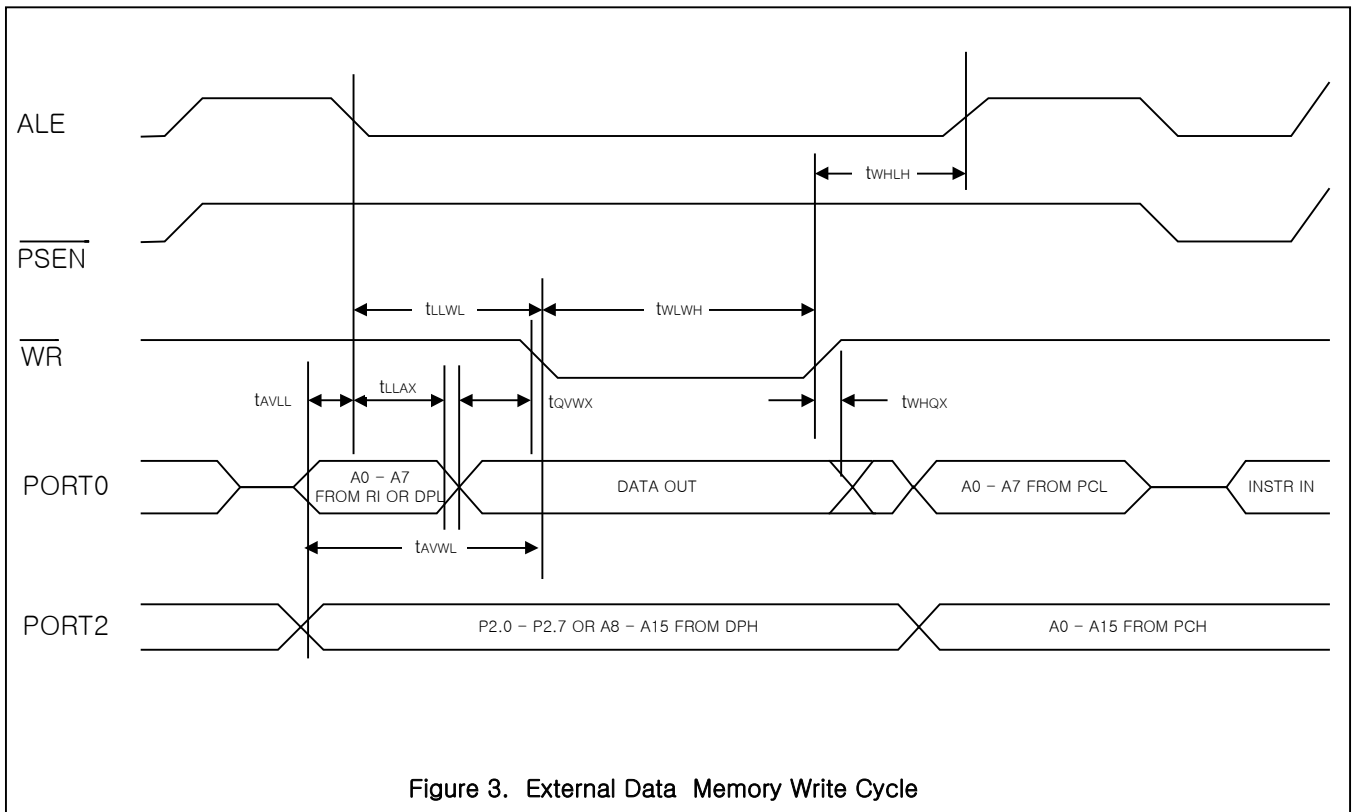 ALE
tWHLH
PSEN
tLLWL
tWLWH
WR
tAVLL
tLLAX
tQVWX
tWHQX
PORT0
A0 - A7
FROM RI OR DPL
DATA OUT
A0 - A7 FROM PCL
INSTR IN
tAVWL
PORT2
P2.0 - P2.7 OR A8 - A15 FROM DPH
A0 - A15 FROM PCH
Figure 3. External Data Memory Write Cycle